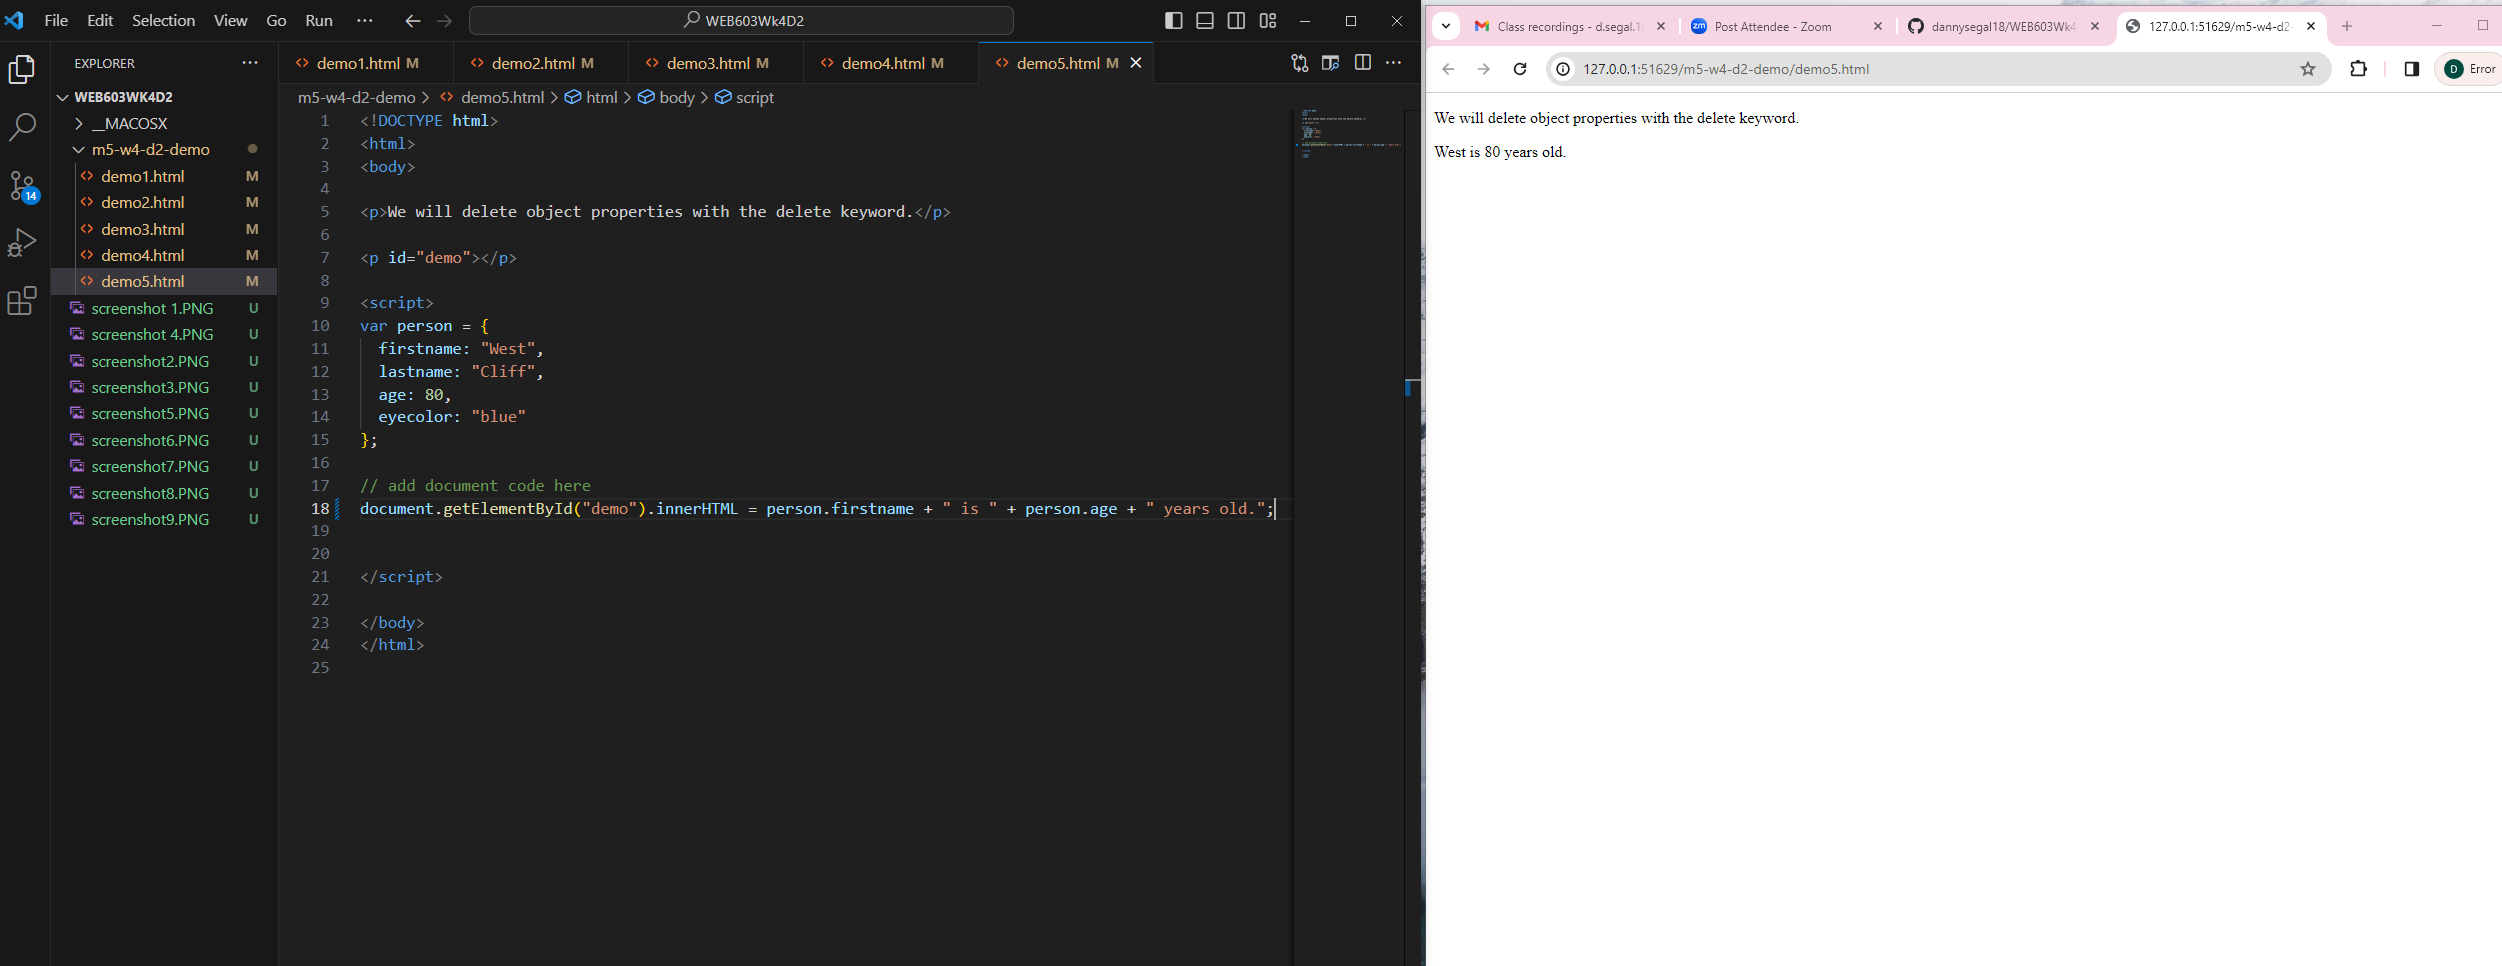 File Edit Selection View Go Run ··· WEB603Wk4D2
EXPLORER ···
WEB603WK4D2
__MACOSX
m5-w4-d2-demo
demo1.html M
demo2.html M
demo3.html M
demo4.html M
demo5.html M
screenshot 1.PNG U
screenshot 4.PNG U
screenshot2.PNG U
screenshot3.PNG U
screenshot5.PNG U
screenshot6.PNG U
screenshot7.PNG U
screenshot8.PNG U
screenshot9.PNG U
14
demo1.html M demo2.html M demo3.html M demo4.html M demo5.html M
m5-w4-d2-demo > demo5.html > html > body > script
1 <!DOCTYPE html>
2 <html>
3 <body>
4
5 <p>We will delete object properties with the delete keyword.</p>
6
7 <p id="demo"></p>
8
9 <script>
10 var person = {
11 firstname: "West",
12 lastname: "Cliff",
13 age: 80,
14 eyecolor: "blue"
15 };
16
17 // add document code here
18 document.getElementById("demo").innerHTML = person.firstname + " is " + person.age + " years old.";
19
20
21 </script>
22
23 </body>
24 </html>
25
Class recordings - d.segal.1 zm Post Attendee - Zoom dannysegal18/WEB603Wk4 127.0.0.1:51629/m5-w4-d2-
127.0.0.1:51629/m5-w4-d2-demo/demo5.html D Error
We will delete object properties with the delete keyword.
West is 80 years old.